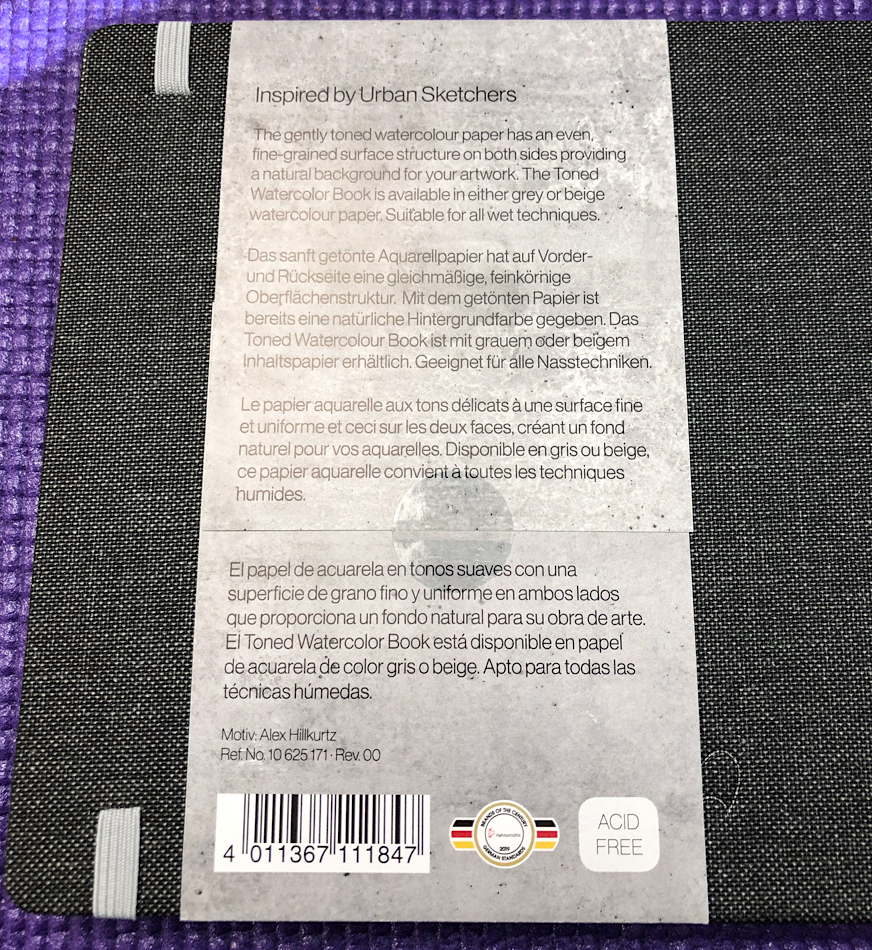 Inspired by Urban Sketchers
The gently toned watercolour paper has an even,
fine-grained surface structure on both sides providing
a natural background for your artwork. The Toned
Watercolor Book is available in either grey or beige
watercolour paper. Suitable for all wet techniques.
Das sanft getönte Aquarellpapier hat auf Vorder-
und Rückseite eine gleichmäßige, feinkörnige
Oberflächenstruktur. Mit dem getönten Papier ist
bereits eine natürliche Hintergrundfarbe gegeben. Das
Toned Watercolour Book ist mit grauem oder beigem
Inhaltspapier erhältlich. Geeignet für alle Nasstechniken.
Le papier aquarelle aux tons délicats à une surface fine
et uniforme et ceci sur les deux faces, créant un fond
naturel pour vos aquarelles. Disponible en gris ou beige,
ce papier aquarelle convient à toutes les techniques
humides.
El papel de acuarela en tonos suaves con una
superficie de grano fino y uniforme en ambos lados
que proporciona un fondo natural para su obra de arte.
El Toned Watercolor Book está disponible en papel
de acuarela de color gris o beige. Apto para todas las
técnicas húmedas.
Motiv: Alex Hillkurtz
Ref. No. 10 625 171 · Rev. 00
4 011367 111847
BRANDS OF THE CENTURY
Hahnemühle
2019
GERMAN STANDARDS
ACID
FREE